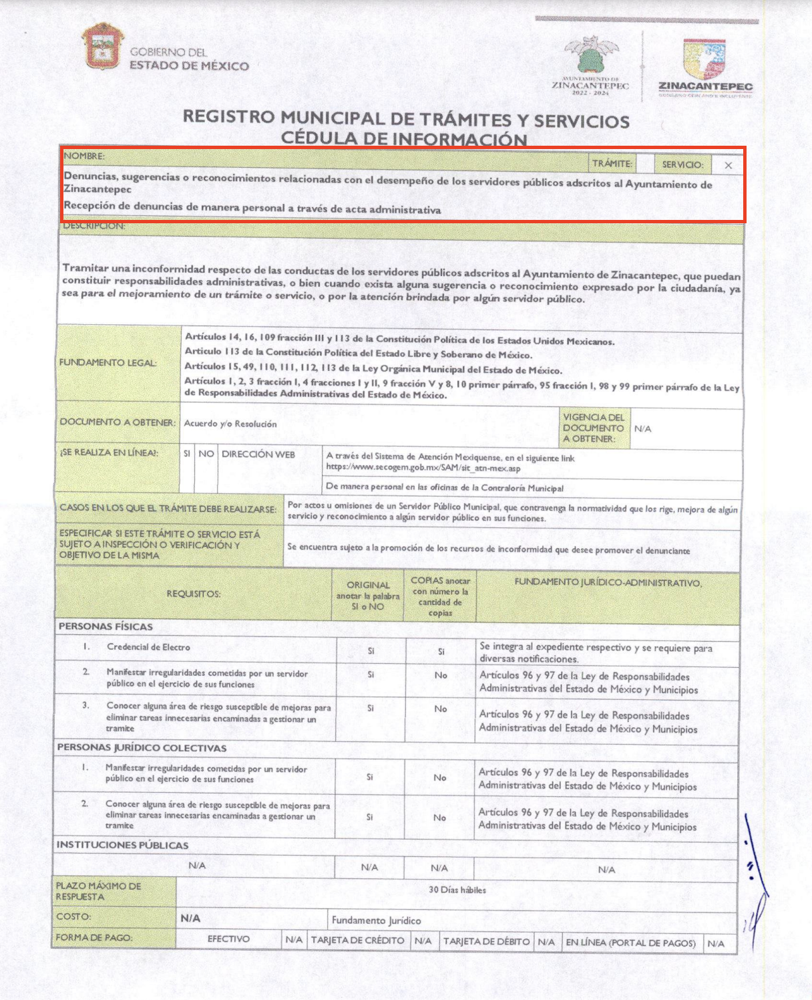 GOBIERNO DEL
ESTADO DE MÉXICO
AYUNTAMIENTO DE
ZINACANTEPEC
2022 - 2024
ZINACANTEPEC
GOBIERNO CERCANO E INCLUYENTE
REGISTRO MUNICIPAL DE TRÁMITES Y SERVICIOS
CÉDULA DE INFORMACIÓN
NOMBRE: TRÁMITE: SERVICIO: X
Denuncias, sugerencias o reconocimientos relacionadas con el desempeño de los servidores públicos adscritos al Ayuntamiento de
Zinacantepec
Recepción de denuncias de manera personal a través de acta administrativa
DESCRIPCIÓN:
Tramitar una inconformidad respecto de las conductas de los servidores públicos adscritos al Ayuntamiento de Zinacantepec, que puedan
constituir responsabilidades administrativas, o bien cuando exista alguna sugerencia o reconocimiento expresado por la ciudadanía, ya
sea para el mejoramiento de un trámite o servicio, o por la atención brindada por algún servidor público.
FUNDAMENTO LEGAL:
Artículos 14, 16, 109 fracción III y 113 de la Constitución Política de los Estados Unidos Mexicanos.
Articulo 113 de la Constitución Política del Estado Libre y Soberano de México.
Artículos 15, 49, 110, 111, 112, 113 de la Ley Orgánica Municipal del Estado de México.
Artículos 1, 2, 3 fracción I, 4 fracciones I y II, 9 fracción V y 8, 10 primer párrafo, 95 fracción I, 98 y 99 primer párrafo de la Ley
de Responsabilidades Administrativas del Estado de México.
DOCUMENTO A OBTENER: Acuerdo y/o Resolución
VIGENCIA DEL
DOCUMENTO
A OBTENER:
N/A
¿SE REALIZA EN LÍNEA?: SI NO DIRECCIÓN WEB
A través del Sistema de Atención Mexiquense, en el siguiente link
https://www.secogem.gob.mx/SAM/sit_atn-mex.asp
De manera personal en las oficinas de la Contraloría Municipal
CASOS EN LOS QUE EL TRÁMITE DEBE REALIZARSE:
Por actos u omisiones de un Servidor Público Municipal, que contravenga la normatividad que los rige, mejora de algún
servicio y reconocimiento a algún servidor público en sus funciones.
ESPECIFICAR SI ESTE TRÁMITE O SERVICIO ESTÁ
SUJETO A INSPECCIÓN O VERIFICACIÓN Y
OBJETIVO DE LA MISMA
Se encuentra sujeto a la promoción de los recursos de inconformidad que desee promover el denunciante
REQUISITOS:
ORIGINAL
anotar la palabra
SI o NO
COPIAS anotar
con número la
cantidad de
copias
FUNDAMENTO JURÍDICO-ADMINISTRATIVO,
PERSONAS FÍSICAS
1. Credencial de Electro
Si
Si
Se integra al expediente respectivo y se requiere para
diversas notificaciones.
2. Manifestar irregularidades cometidas por un servidor
público en el ejercicio de sus funciones
Si
No
Artículos 96 y 97 de la Ley de Responsabilidades
Administrativas del Estado de México y Municipios
3. Conocer alguna área de riesgo susceptible de mejoras para
eliminar tareas innecesarias encaminadas a gestionar un
tramite
Si
No
Artículos 96 y 97 de la Ley de Responsabilidades
Administrativas del Estado de México y Municipios
PERSONAS JURÍDICO COLECTIVAS
1. Manifestar irregularidades cometidas por un servidor
público en el ejercicio de sus funciones
Si
No
Artículos 96 y 97 de la Ley de Responsabilidades
Administrativas del Estado de México y Municipios
2. Conocer alguna área de riesgo susceptible de mejoras para
eliminar tareas innecesarias encaminadas a gestionar un
tramite
Si
No
Artículos 96 y 97 de la Ley de Responsabilidades
Administrativas del Estado de México y Municipios
INSTITUCIONES PÚBLICAS
N/A N/A N/A N/A
PLAZO MÁXIMO DE
RESPUESTA
30 Días hábiles
COSTO: N/A Fundamento Jurídico
FORMA DE PAGO: EFECTIVO N/A TARJETA DE CRÉDITO N/A TARJETA DE DÉBITO N/A EN LÍNEA (PORTAL DE PAGOS) N/A